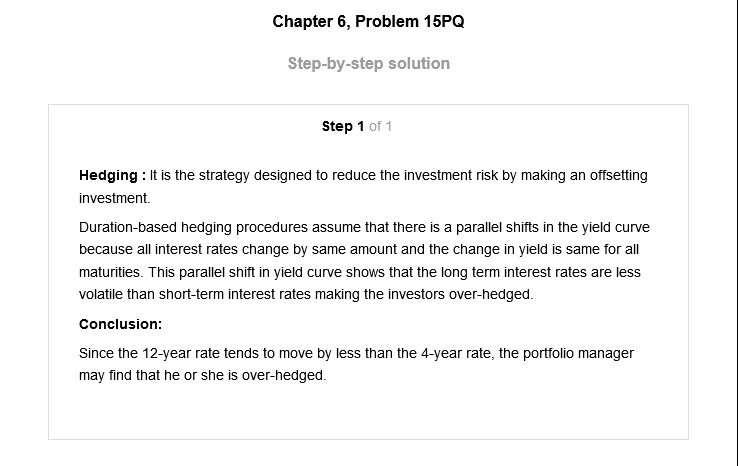 Chapter 6, Problem 15PQ
Step-by-step solution
Step 1 of 1
Hedging : It is the strategy designed to reduce the investment risk by making an offsetting
investment.
Duration-based hedging procedures assume that there is a parallel shifts in the yield curve
because all interest rates change by same amount and the change in yield is same for all
maturities. This parallel shift in yield curve shows that the long term interest rates are less
volatile than short-term interest rates making the investors over-hedged.
Conclusion:
Since the 12-year rate tends to move by less than the 4-year rate, the portfolio manager
may find that he or she is over-hedged.